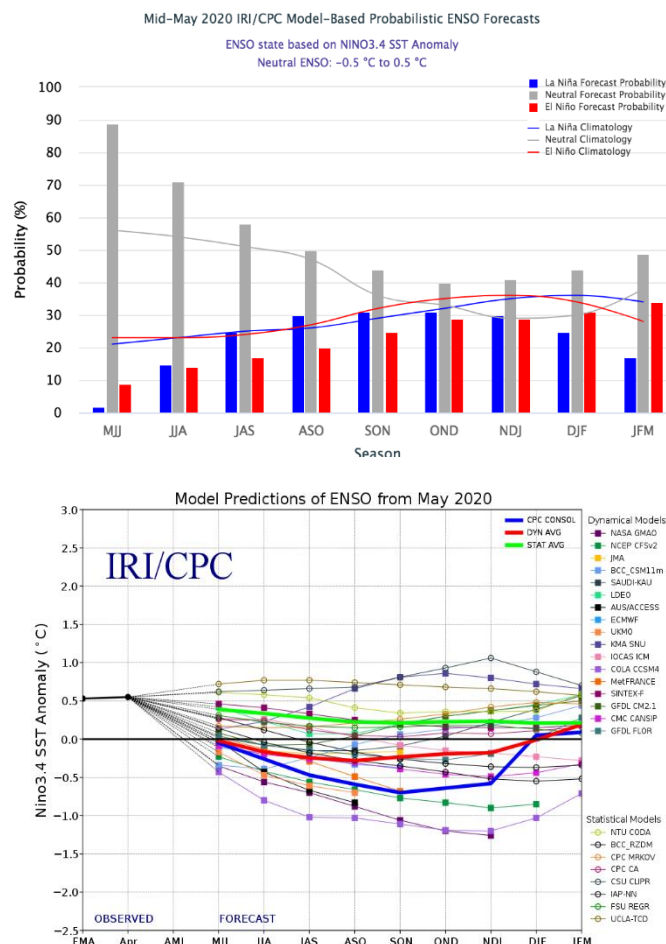 Mid-May 2020 IRI/CPC Model-Based Probabilistic ENSO Forecasts
ENSO state based on NINO3.4 SST Anomaly
Neutral ENSO: -0.5 °C to 0.5 °C
La Niña Forecast Probability
Neutral Forecast Probability
El Niño Forecast Probability
La Niña Climatology
Neutral Climatology
El Niño Climatology
Probability (%)
100
90
80
70
60
50
40
30
20
10
0
MJJ JJA JAS ASO SON OND NDJ DJF JFM
Season
Model Predictions of ENSO from May 2020
IRI/CPC
CPC CONSOL
DYN AVG
STAT AVG
Nino3.4 SST Anomaly (°C)
3.0
2.5
2.0
1.5
1.0
0.5
0.0
−0.5
−1.0
−1.5
−2.0
−2.5
OBSERVED FORECAST
FMA Apr AMJ MJJ JJA JAS ASO SON OND NDJ DJF JFM
Dynamical Models
NASA GMAO
NCEP CFSv2
JMA
BCC_CSM11m
SAUDI-KAU
LDEO
AUS/ACCESS
ECMWF
UKMO
KMA SNU
IOCAS ICM
COLA CCSM4
MetFRANCE
SINTEX-F
GFDL CM2.1
CMC CANSIP
GFDL FLOR
Statistical Models
NTU CODA
BCC_RZDM
CPC MRKOV
CPC CA
CSU CLIPR
IAP-NN
FSU REGR
UCLA-TCD